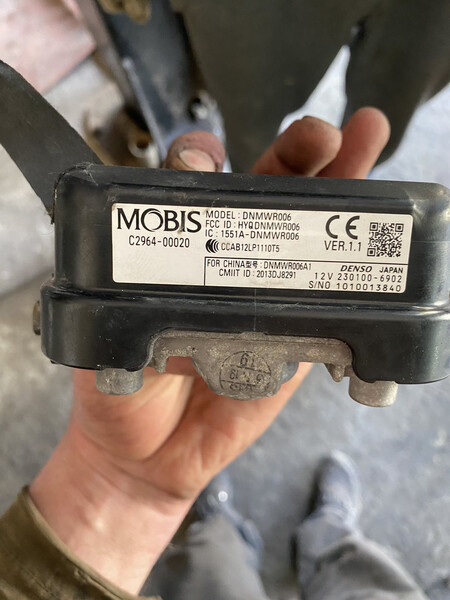 MOBIS
C2964-00020
MODEL: DNMWR006
FCC ID: HYQDNMWR006
IC: 1551A-DNMWR006
CCAB12LP1110T5
CE
VER.1.1
FOR CHINA型号: DNMWR006A1
CMIIT ID: 2013DJ8291
DENSO JAPAN
12V 230100-6902
S/NO 1010013840